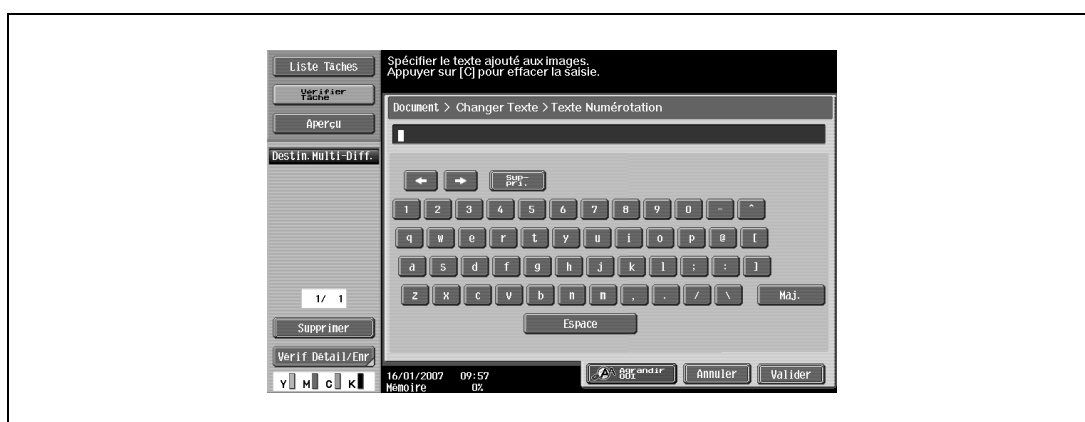 Liste Tâches
Vérifier
Tâche
Aperçu
Destin.Multi-Diff.
1/ 1
Supprimer
Vérif Détail/Enr
Y M C K
Spécifier le texte ajouté aux images.
Appuyer sur [C] pour effacer la saisie.
Document > Changer Texte > Texte Numérotation
Sup-
pri.
1 2 3 4 5 6 7 8 9 0 - ^
q w e r t y u i o p @ [
a s d f g h j k l ; : ]
z x c v b n m , . / \ Maj.
Espace
16/01/2007 09:57
Mémoire 0%
Agrandir
OUI
Annuler
Valider